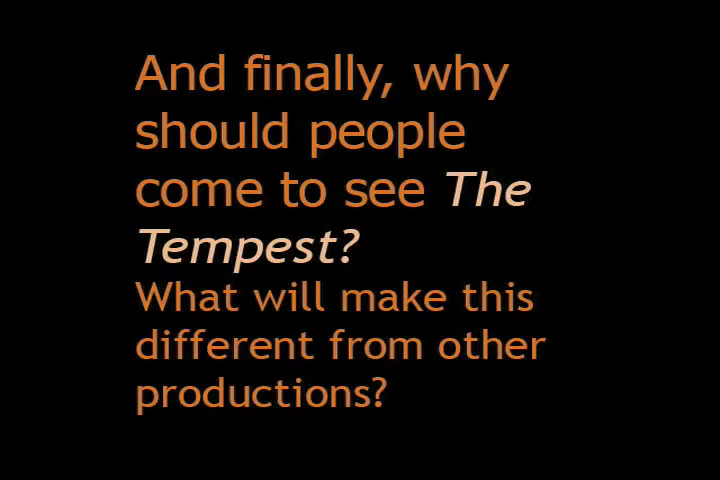 And finally, why
should people
come to see The
Tempest?
What will make this
different from other
productions?